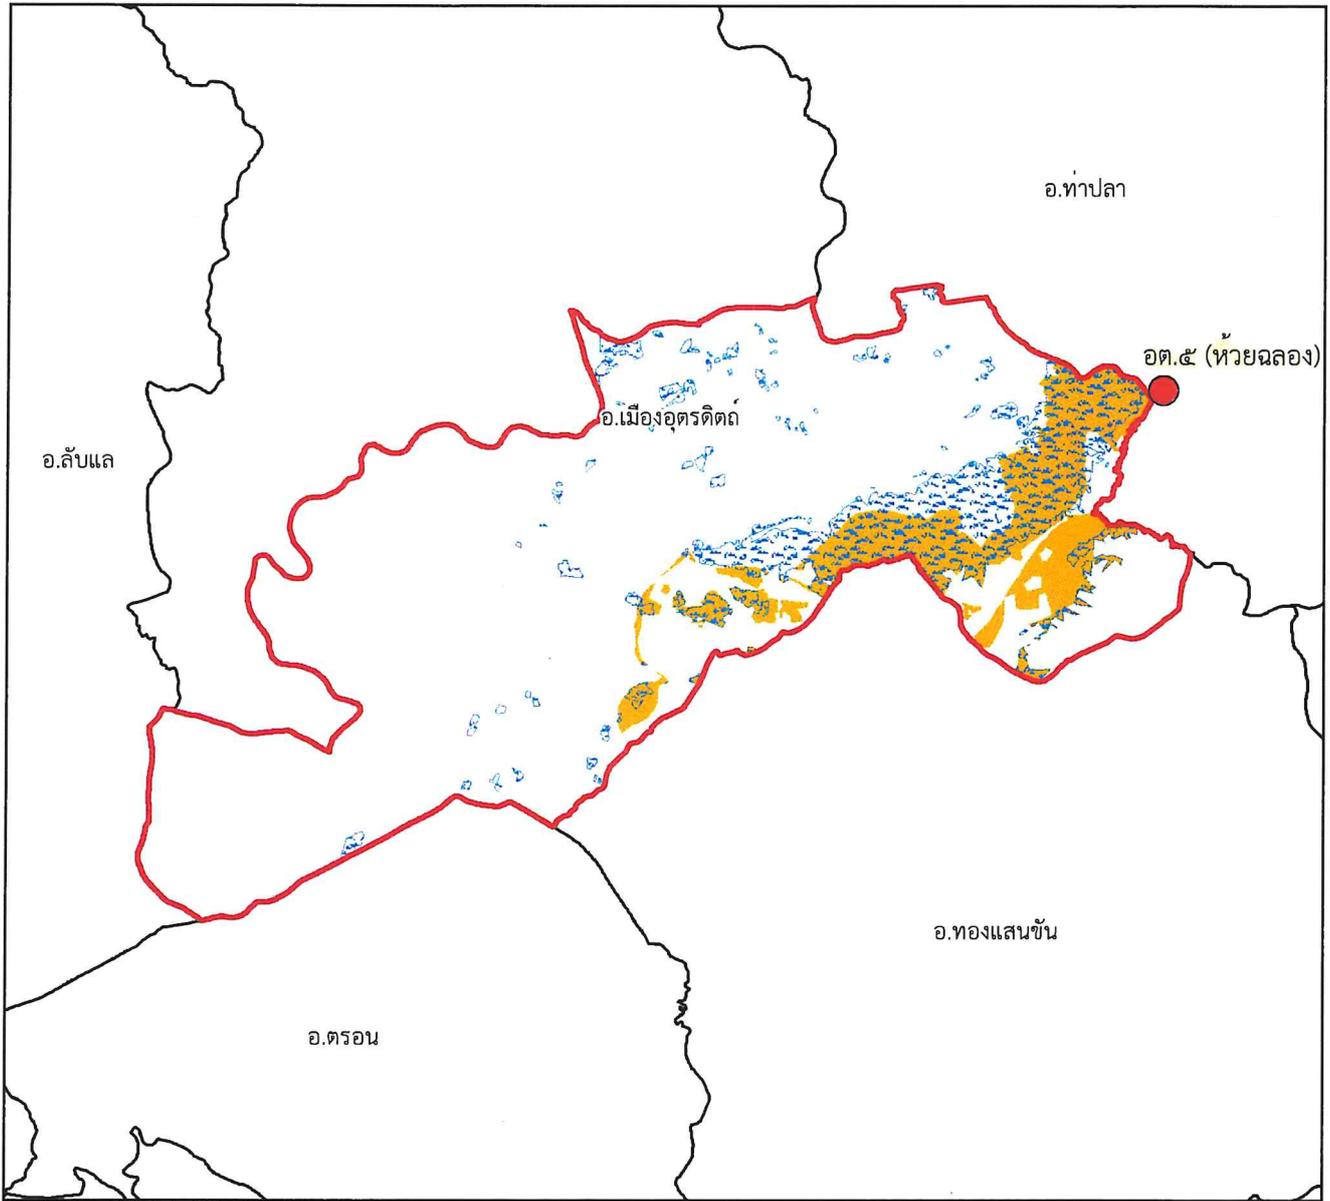 อ.ท่าปลา
อต.๕ (ห้วยฉลอง)
อ.เมืองอุตรดิตถ์
อ.ลับแล
อ.ทองแสนขัน
อ.ตรอน